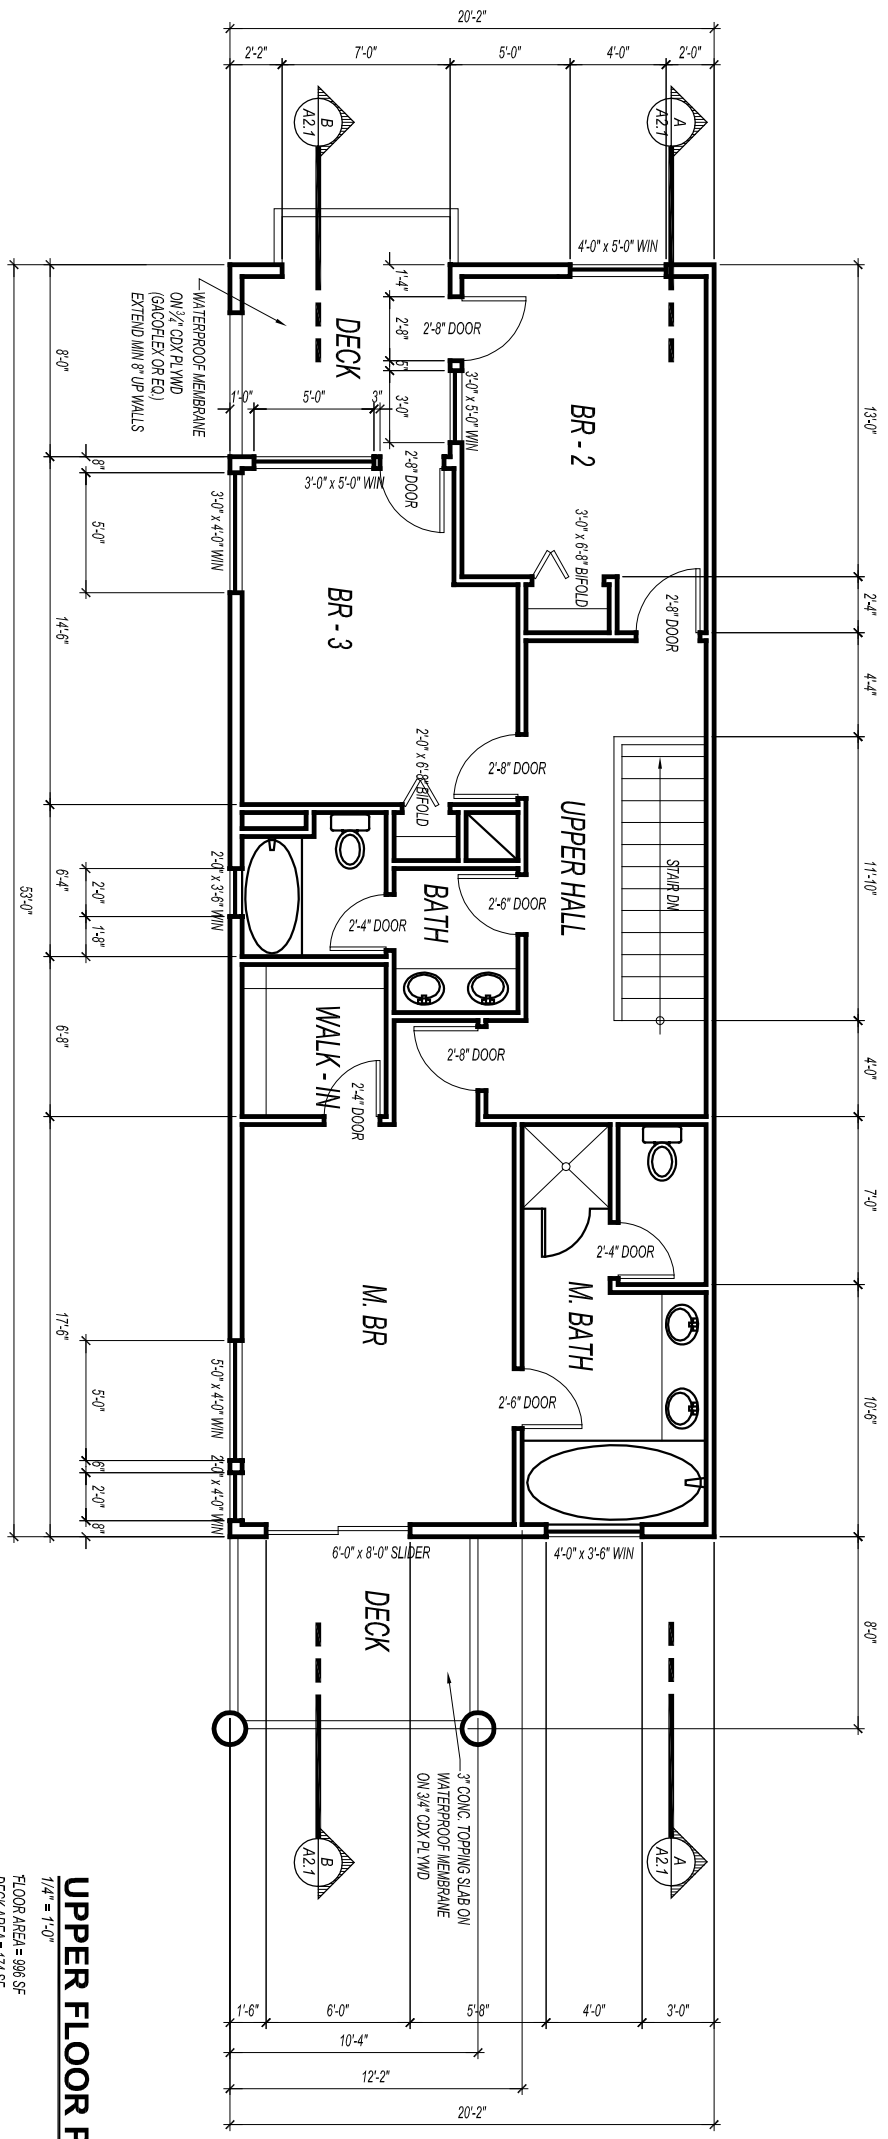 20'-2"
2'-2"
7'-0"
5'-0"
4'-0"
2'-0"
B
A2.1
A
A2.1
4'-0" x 5'-0" WIN
1'-4"
2'-8"
5"
3'-0"
2'-8" DOOR
3'-0" x 5'-0" WIN
DECK
WATERPROOF MEMBRANE
ON 3/4" CDX PLYWD
(GACOFLEX OR EQ.)
EXTEND MIN 8" UP WALLS
1'-0"
5'-0"
3"
3'-0" x 5'-0" WIN
2'-8" DOOR
BR - 2
3'-0" x 6'-8" BIFOLD
2'-8" DOOR
13'-0"
2'-4"
4'-4"
11'-10"
4'-0"
7'-0"
10'-6"
8'-0"
8'-0"
14'-6"
6'-4"
6'-8"
17'-6"
53'-0"
8"
5'-0"
2'-0"
1'-8"
5'-0"
6"
2'-0"
8"
3'-0" x 4'-0" WIN
BR - 3
2'-8" DOOR
2'-0" x 6'-8" BIFOLD
UPPER HALL
STAIR DN
2'-0" x 3'-6" WIN
2'-4" DOOR
BATH
2'-6" DOOR
WALK - IN
2'-4" DOOR
2'-8" DOOR
M. BR
M. BATH
2'-4" DOOR
2'-6" DOOR
5'-0" x 4'-0" WIN
2'-0" x 4'-0" WIN
6'-0" x 8'-0" SLIDER
4'-0" x 3'-6" WIN
DECK
3" CONC. TOPPING SLAB ON
WATERPROOF MEMBRANE
ON 3/4" CDX PLYWD
B
A2.1
A
A2.1
1'-6"
6'-0"
5'-8"
4'-0"
3'-0"
10'-4"
12'-2"
20'-2"
UPPER FLOOR
1/4" = 1'-0"
FLOOR AREA = 996 SF
DECK AREA = 174 SF